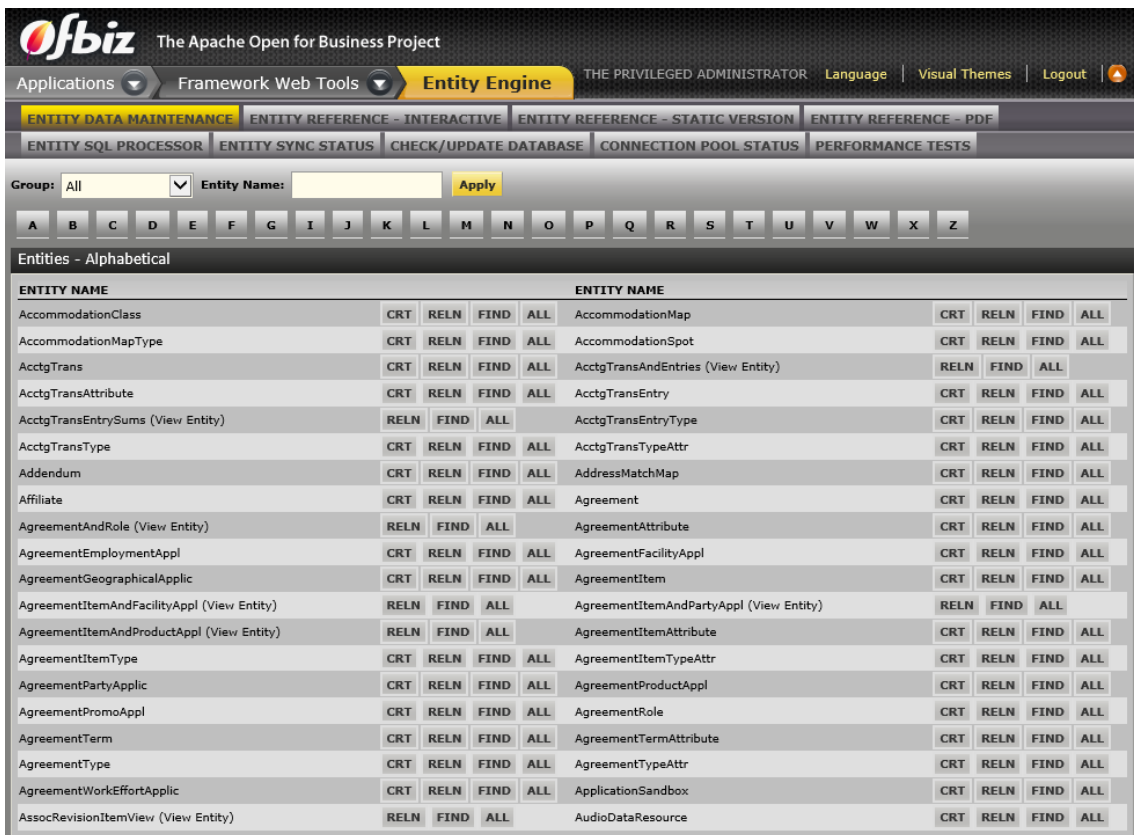 Ofbiz The Apache Open for Business Project
Applications Framework Web Tools Entity Engine THE PRIVILEGED ADMINISTRATOR Language Visual Themes Logout
ENTITY DATA MAINTENANCE ENTITY REFERENCE - INTERACTIVE ENTITY REFERENCE - STATIC VERSION ENTITY REFERENCE - PDF
ENTITY SQL PROCESSOR ENTITY SYNC STATUS CHECK/UPDATE DATABASE CONNECTION POOL STATUS PERFORMANCE TESTS
Group: All Entity Name: Apply
A B C D E F G I J K L M N O P Q R S T U V W X Z
Entities - Alphabetical
ENTITY NAME ENTITY NAME
AccommodationClass CRT RELN FIND ALL AccommodationMap CRT RELN FIND ALL
AccommodationMapType CRT RELN FIND ALL AccommodationSpot CRT RELN FIND ALL
AcctgTrans CRT RELN FIND ALL AcctgTransAndEntries (View Entity) RELN FIND ALL
AcctgTransAttribute CRT RELN FIND ALL AcctgTransEntry CRT RELN FIND ALL
AcctgTransEntrySums (View Entity) RELN FIND ALL AcctgTransEntryType CRT RELN FIND ALL
AcctgTransType CRT RELN FIND ALL AcctgTransTypeAttr CRT RELN FIND ALL
Addendum CRT RELN FIND ALL AddressMatchMap CRT RELN FIND ALL
Affiliate CRT RELN FIND ALL Agreement CRT RELN FIND ALL
AgreementAndRole (View Entity) RELN FIND ALL AgreementAttribute CRT RELN FIND ALL
AgreementEmploymentAppl CRT RELN FIND ALL AgreementFacilityAppl CRT RELN FIND ALL
AgreementGeographicalApplic CRT RELN FIND ALL AgreementItem CRT RELN FIND ALL
AgreementItemAndFacilityAppl (View Entity) RELN FIND ALL AgreementItemAndPartyAppl (View Entity) RELN FIND ALL
AgreementItemAndProductAppl (View Entity) RELN FIND ALL AgreementItemAttribute CRT RELN FIND ALL
AgreementItemType CRT RELN FIND ALL AgreementItemTypeAttr CRT RELN FIND ALL
AgreementPartyApplic CRT RELN FIND ALL AgreementProductAppl CRT RELN FIND ALL
AgreementPromoAppl CRT RELN FIND ALL AgreementRole CRT RELN FIND ALL
AgreementTerm CRT RELN FIND ALL AgreementTermAttribute CRT RELN FIND ALL
AgreementType CRT RELN FIND ALL AgreementTypeAttr CRT RELN FIND ALL
AgreementWorkEffortApplic CRT RELN FIND ALL ApplicationSandbox CRT RELN FIND ALL
AssocRevisionItemView (View Entity) RELN FIND ALL AudioDataResource CRT RELN FIND ALL